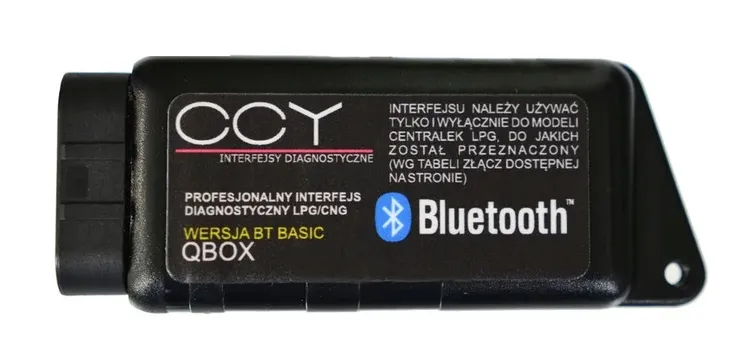 CCY
INTERFEJSY DIAGNOSTYCZNE
INTERFEJSU NALEŻY UŻYWAĆ
TYLKO I WYŁĄCZNIE DO MODELI
CENTRALEK LPG, DO JAKICH
ZOSTAŁ PRZEZNACZONY
(WG TABELI ZŁĄCZ DOSTĘPNEJ
NA STRONIE)
PROFESJONALNY INTERFEJS
DIAGNOSTYCZNY LPG/CNG
WERSJA BT BASIC
QBOX
Bluetooth™